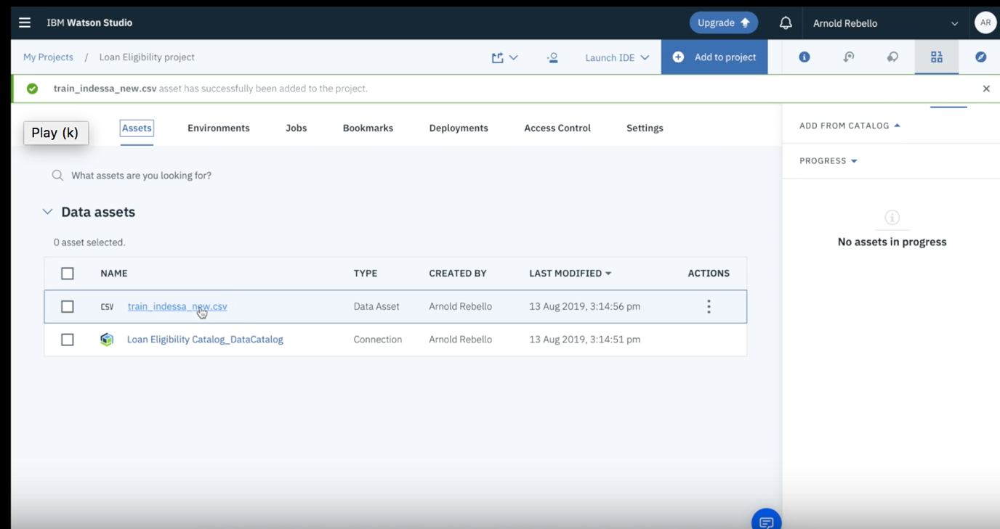 IBM Watson Studio
Upgrade
Arnold Rebello
AR
My Projects / Loan Eligibility project
Launch IDE
Add to project
train_indessa_new.csv asset has successfully been added to the project.
Play (k)
Assets
Environments
Jobs
Bookmarks
Deployments
Access Control
Settings
ADD FROM CATALOG
PROGRESS
What assets are you looking for?
Data assets
0 asset selected.
No assets in progress
NAME TYPE CREATED BY LAST MODIFIED ACTIONS
CSV train_indessa_new.csv Data Asset Arnold Rebello 13 Aug 2019, 3:14:56 pm
Loan Eligibility Catalog_DataCatalog Connection Arnold Rebello 13 Aug 2019, 3:14:51 pm